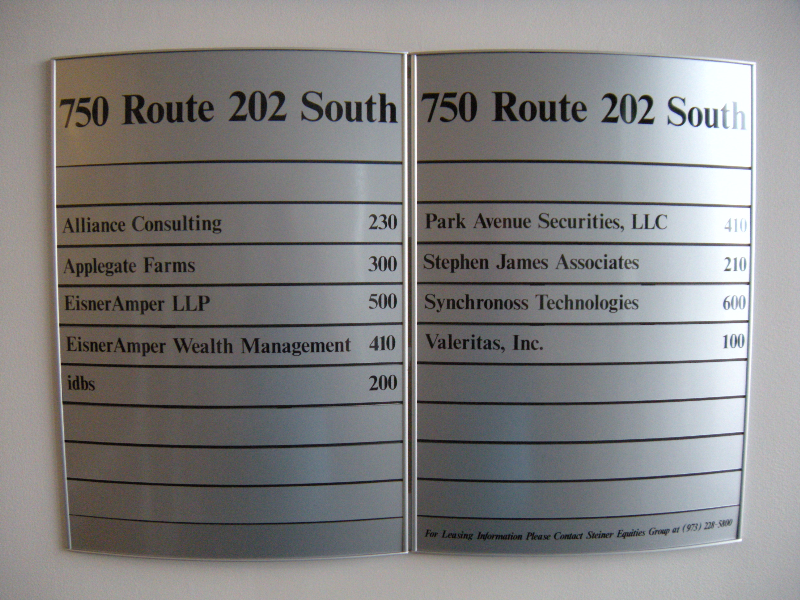 750 Route 202 South
Alliance Consulting 230
Applegate Farms 300
EisnerAmper LLP 500
EisnerAmper Wealth Management 410
idbs 200
750 Route 202 South
Park Avenue Securities, LLC 410
Stephen James Associates 210
Synchronoss Technologies 600
Valeritas, Inc. 100
For Leasing Information Please Contact Steiner Equities Group at (973) 228-5800